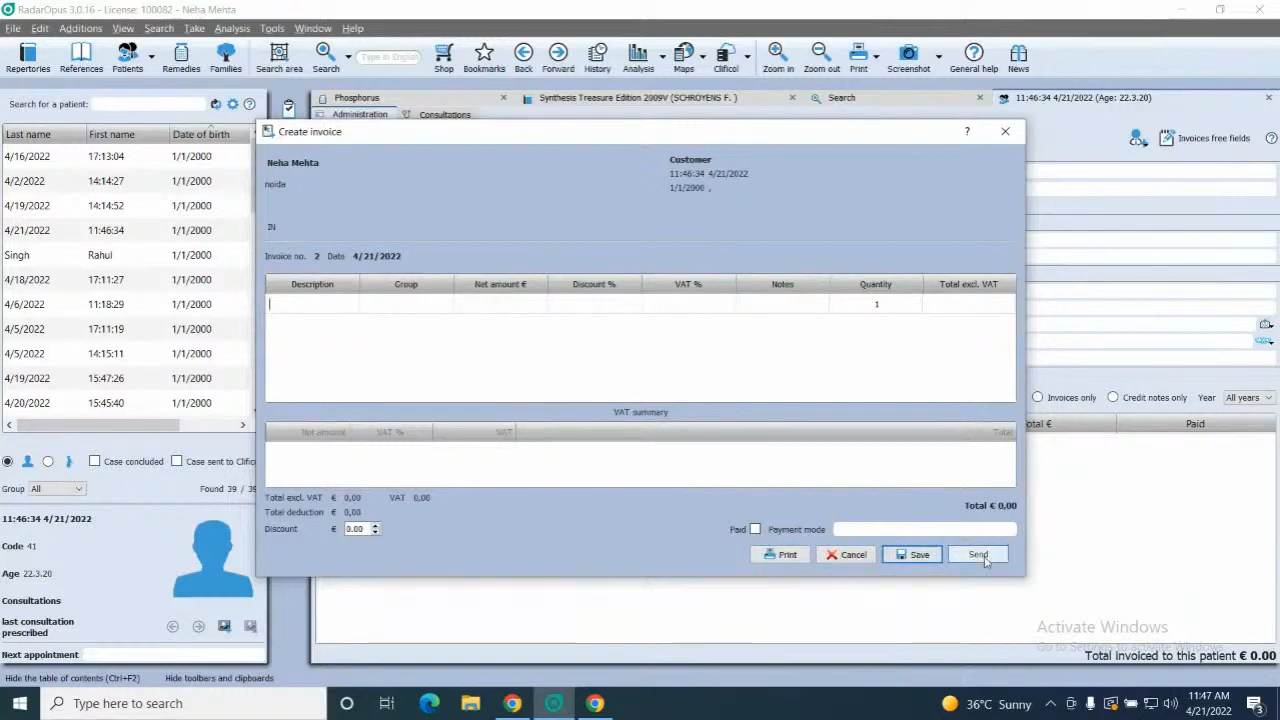 RadarOpus 3.0.16 - License: 100082 - Neha Mehta
File Edit Additions View Search Take Analysis Tools Window Help
Type in English
Repertories References Patients Remedies Families Search area Search Shop Bookmarks Back Forward History Analysis Maps Clificol Zoom in Zoom out Print Screenshot General help News
Search for a patient:
Phosphorus Synthesis Treasure Edition 2009V (SCHROYENS F. ) Search 11:46:34 4/21/2022 (Age: 22.3.20)
Administration Consultations
Last name First name Date of birth
4/16/2022 17:13:04 1/1/2000
4/2/2022 14:14:27 1/1/2000
4/19/2022 14:14:52 1/1/2000
4/21/2022 11:46:34 1/1/2000
Singh Rahul 1/1/2000
4/18/2022 17:11:27 1/1/2000
4/6/2022 11:18:29 1/1/2000
4/5/2022 17:11:19 1/1/2000
4/5/2022 14:15:11 1/1/2000
4/19/2022 15:47:26 1/1/2000
4/20/2022 15:45:40 1/1/2000
Case concluded Case sent to Clific
Group All Found 39 / 39
11:46:34 4/21/2022
Code 41
Age 22.3.20
Consultations
last consultation
prescribed
Next appointment
Create invoice ?
Neha Mehta
noida
IN
Customer
11:46:34 4/21/2022
1/1/2000 ,
Invoice no. 2 Date 4/21/2022
Description Group Net amount € Discount % VAT % Notes Quantity Total excl. VAT
1
VAT summary
Net amount VAT % VAT Total
Total excl. VAT € 0,00 VAT 0,00
Total deduction € 0,00
Discount € 0.00
Total € 0,00
Paid Payment mode
Print Cancel Save Send
Invoices free fields
Invoices only Credit notes only Year All years
otal € Paid
Activate Windows
Go to Settings to activate Windows.
Total invoiced to this patient € 0.00
Hide the table of contents (Ctrl+F2) Hide toolbars and clipboards
Type here to search
36°C Sunny
11:47 AM
4/21/2022
3